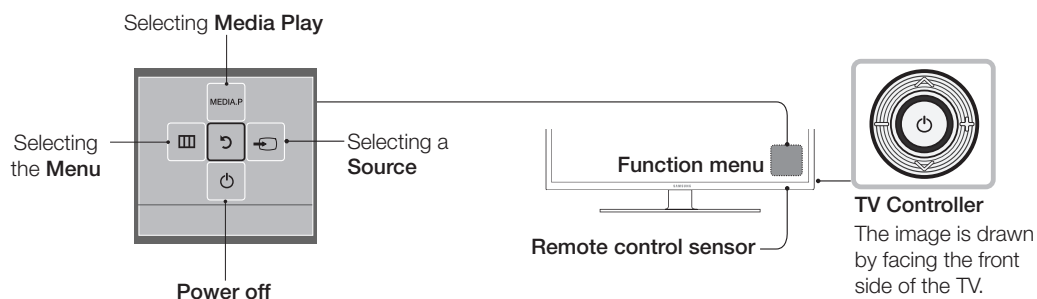 Selecting Media Play
MEDIA.P
Selecting
the Menu
Selecting a
Source
Power off
Function menu
SAMSUNG
Remote control sensor
TV Controller
The image is drawn
by facing the front
side of the TV.